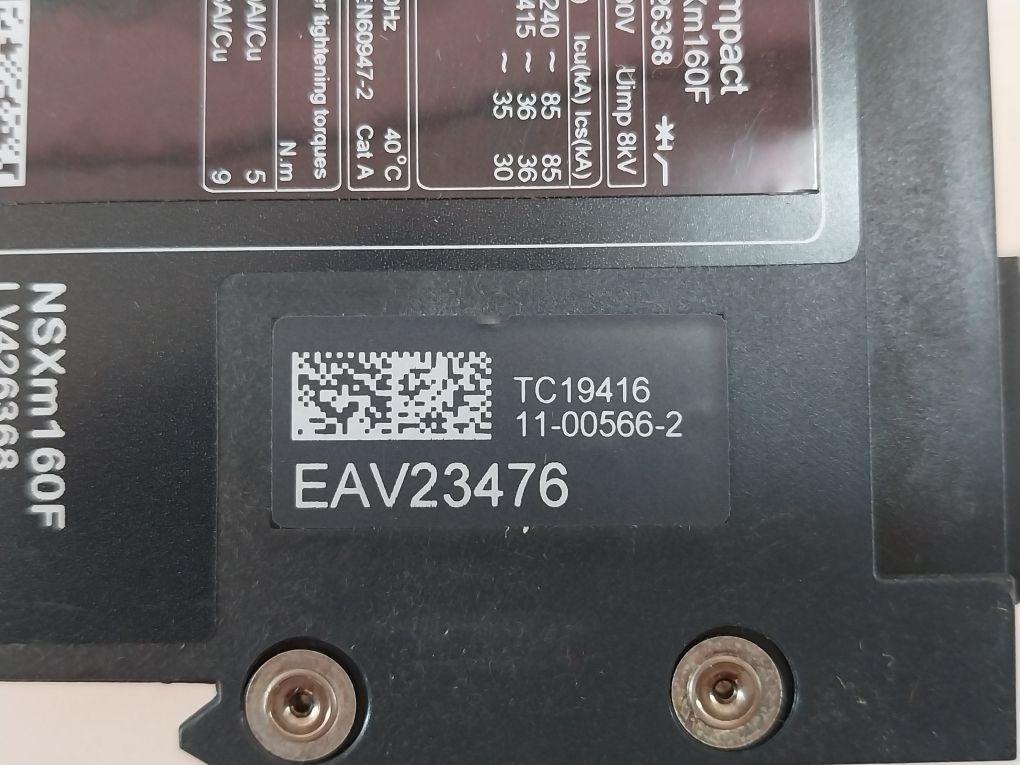 TC19416
11-00566-2
EAV23476
NSXm160F
LV426368
mpact
Xm160F
26368
00V Uimp 8kV
Icu(kA) Ics(kA)
240 ~ 85 85
415 ~ 36 36
~ 35 30
0Hz 40°C
EN60947-2 Cat A
r tightening torques
N.m
Al/Cu 5
Al/Cu 9